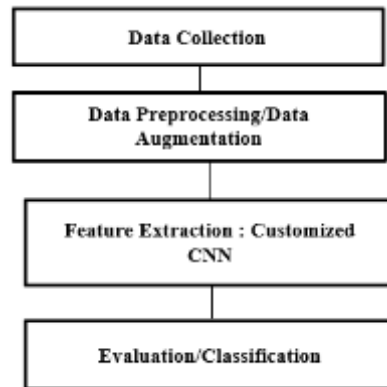 Data Collection
Data Preprocessing/Data
Augmentation
Feature Extraction : Customized
CNN
Evaluation/Classification